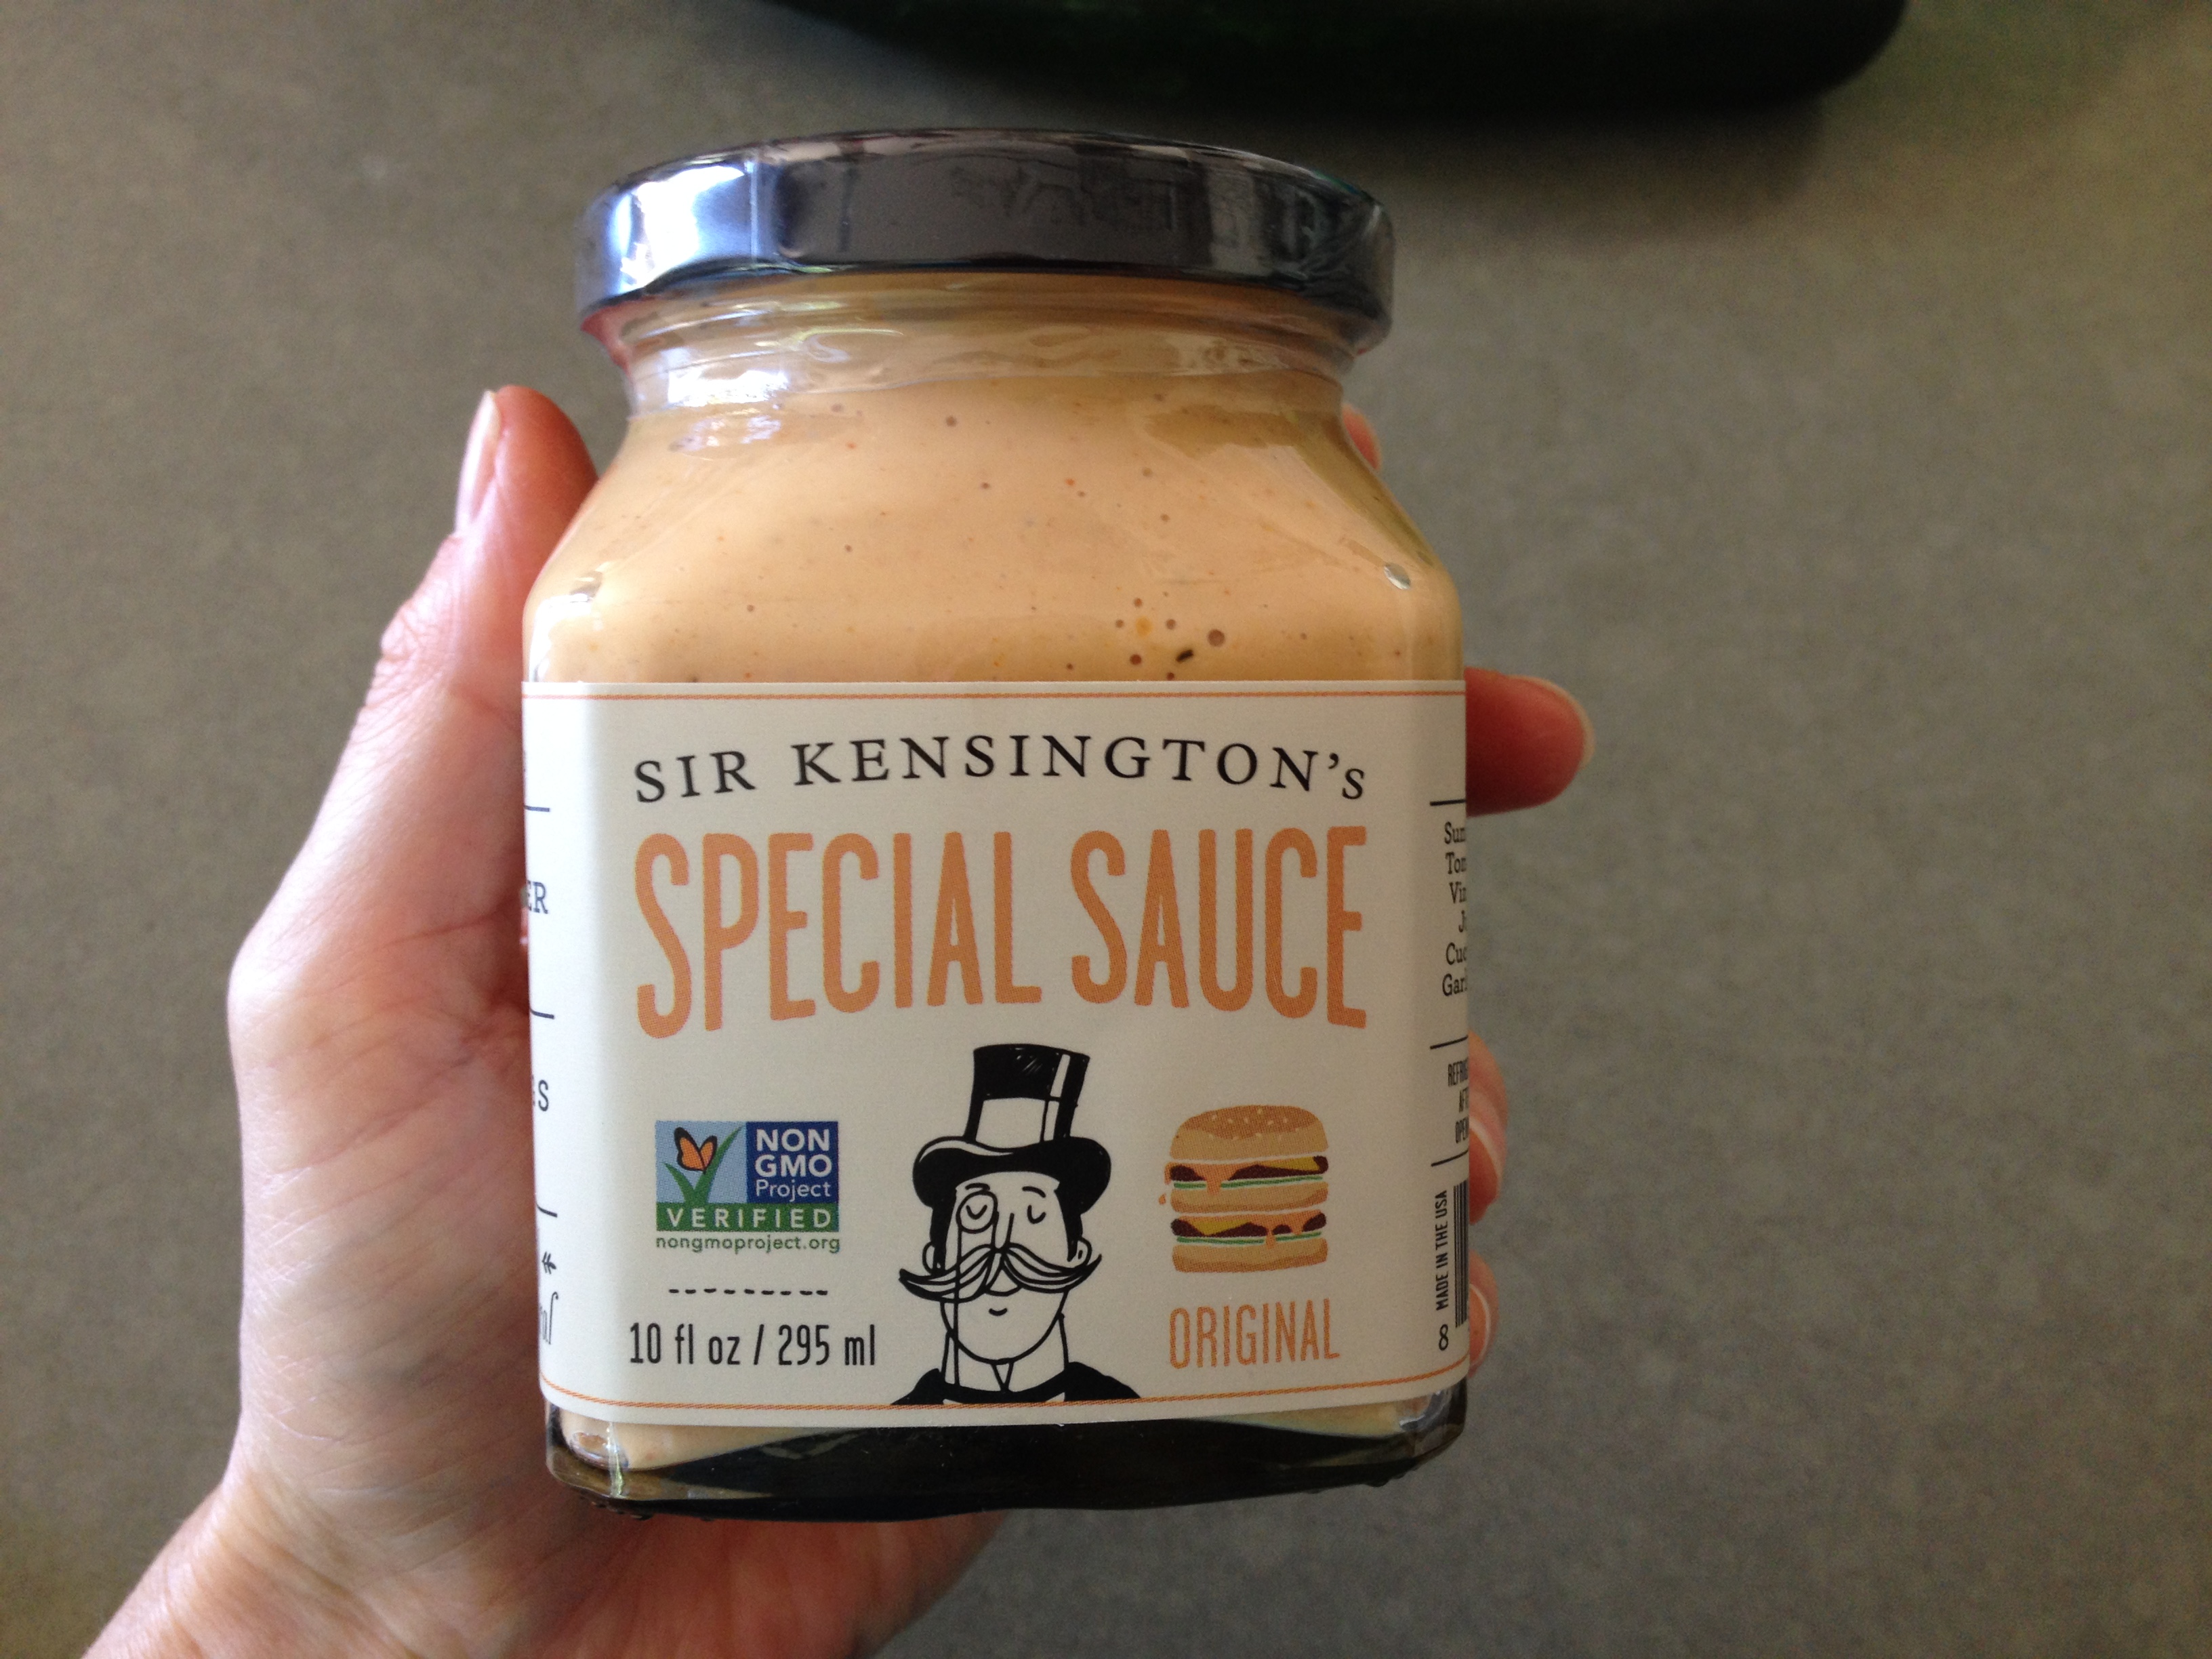 SIR KENSINGTON's
SPECIAL SAUCE
NON
GMO
Project
VERIFIED
nongmoproject.org
10 fl oz / 295 ml
ORIGINAL
MADE IN THE USA
8